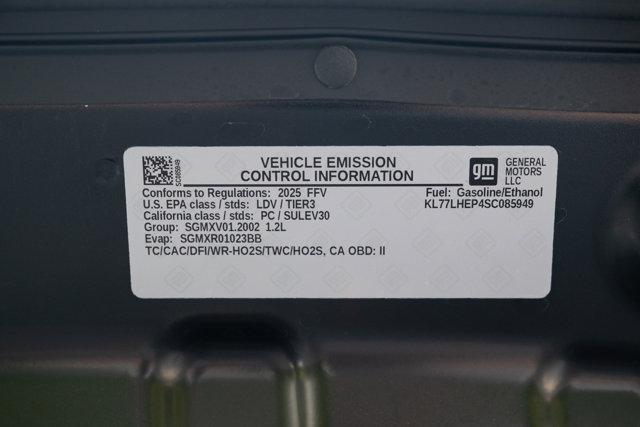 VEHICLE EMISSION
CONTROL INFORMATION
gm
GENERAL
MOTORS
LLC
SC085949
Conforms to Regulations: 2025 FFV
Fuel: Gasoline/Ethanol
U.S. EPA class / stds: LDV / TIER3
KL77LHEP4SC085949
California class / stds: PC / SULEV30
Group: SGMXV01.2002 1.2L
Evap: SGMXR01023BB
TC/CAC/DFI/WR-HO2S/TWC/HO2S, CA OBD: II